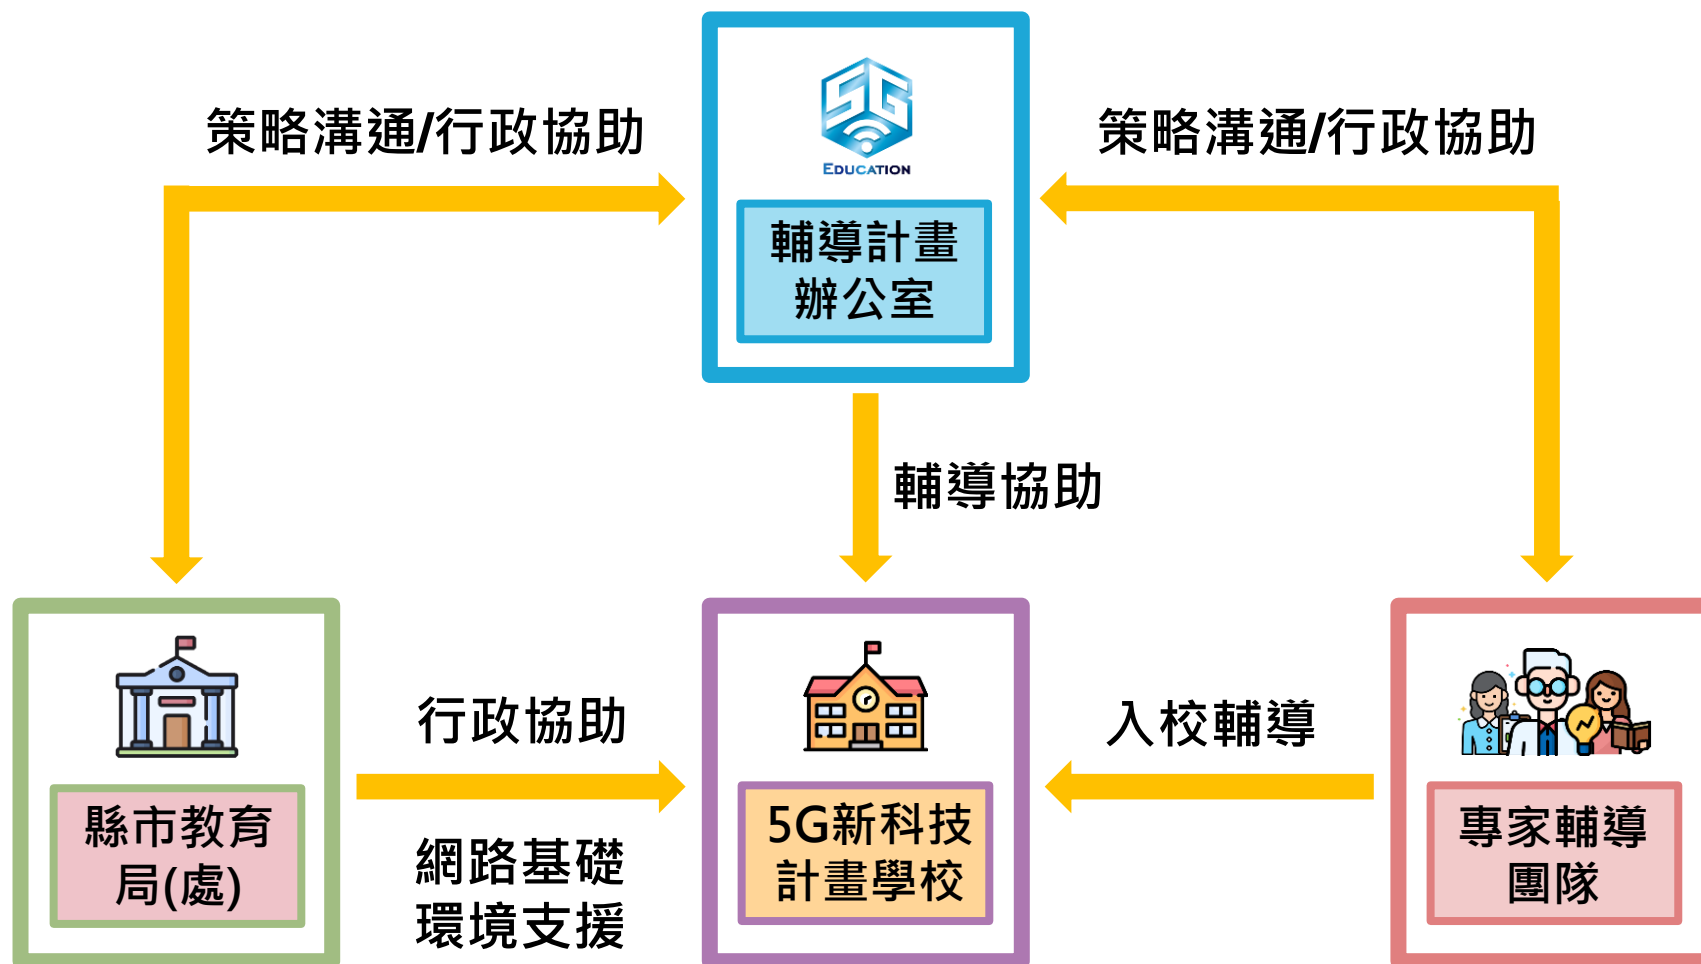 5G
EDUCATION
輔導計畫
辦公室
策略溝通/行政協助
策略溝通/行政協助
輔導協助
縣市教育
局(處)
行政協助
網路基礎
環境支援
5G新科技
計畫學校
入校輔導
專家輔導
團隊